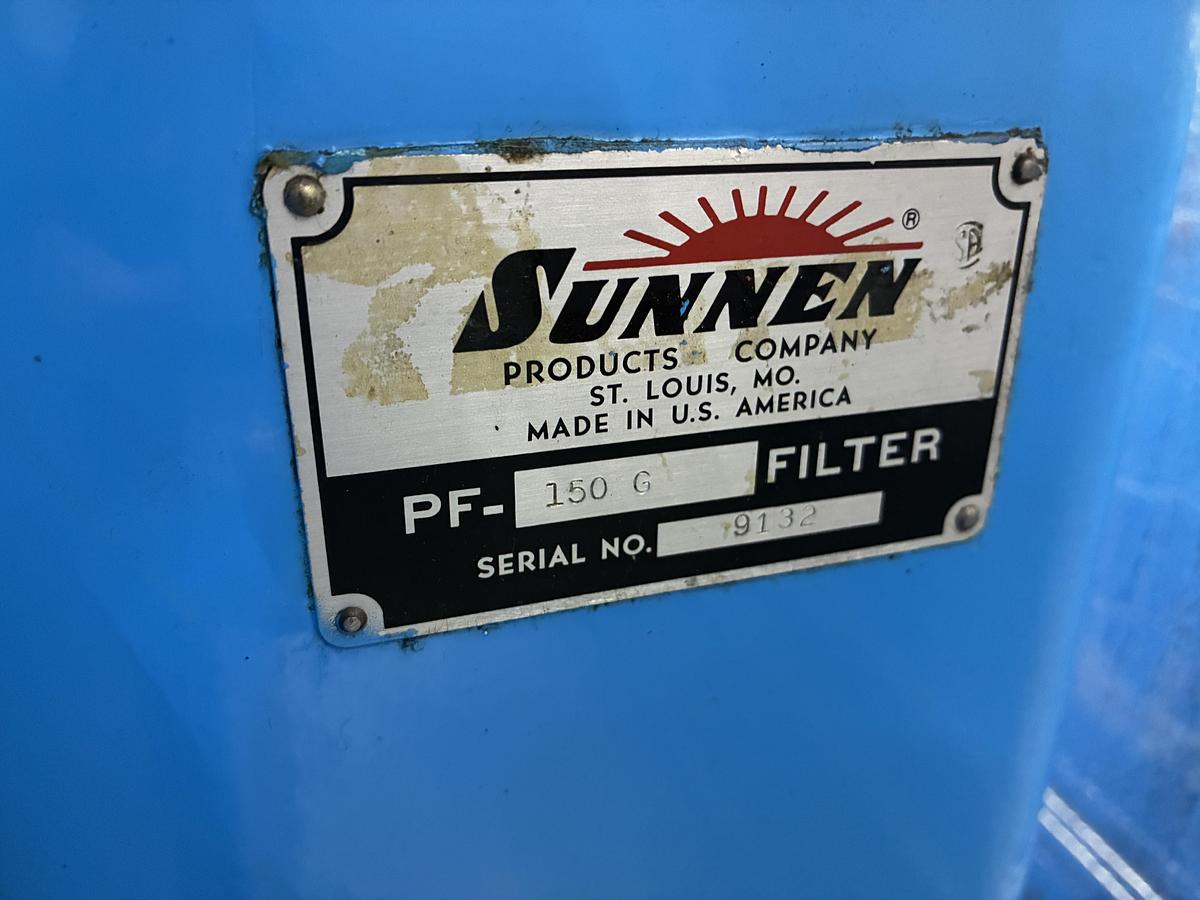 SUNNEN ®
PRODUCTS COMPANY
ST. LOUIS, MO.
MADE IN U.S. AMERICA
PF- 150 G FILTER
SERIAL NO. 9132